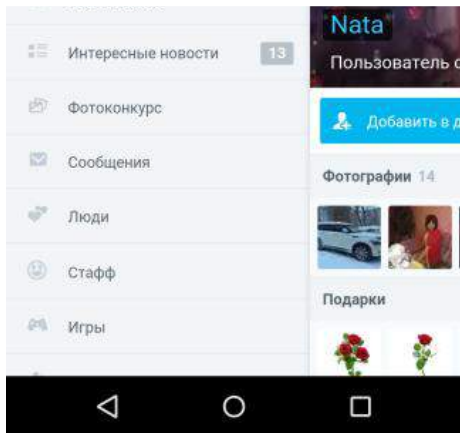 Интересные новости 13
Фотоконкурс
Сообщения
Люди
Стафф
Игры
Nata
Пользователь
Добавить в
Фотографии 14
Подарки